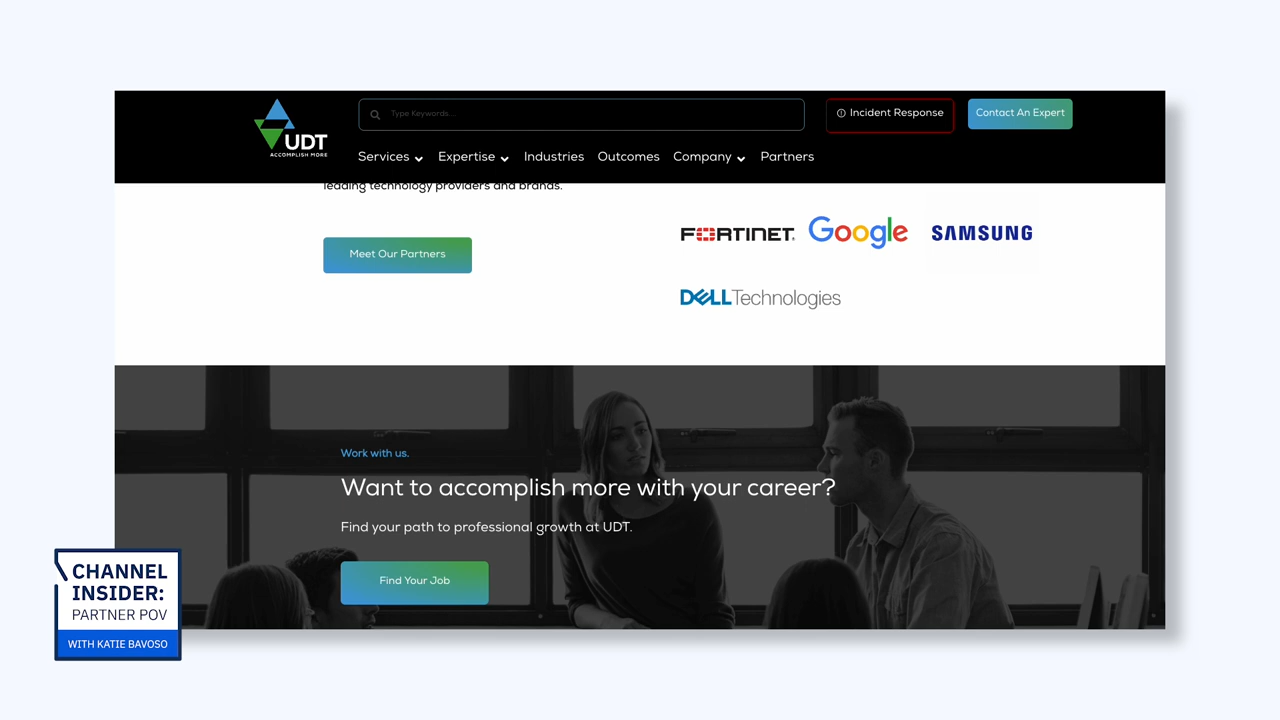 UDT
ACCOMPLISH MORE
Type Keywords...
Incident Response
Contact An Expert
Services
Expertise
Industries
Outcomes
Company
Partners
leading technology providers and brands.
Meet Our Partners
FORTINET
Google
SAMSUNG
DELL Technologies
Work with us.
Want to accomplish more with your career?
Find your path to professional growth at UDT.
Find Your Job
CHANNEL
INSIDER:
PARTNER POV
WITH KATIE BAVOSO